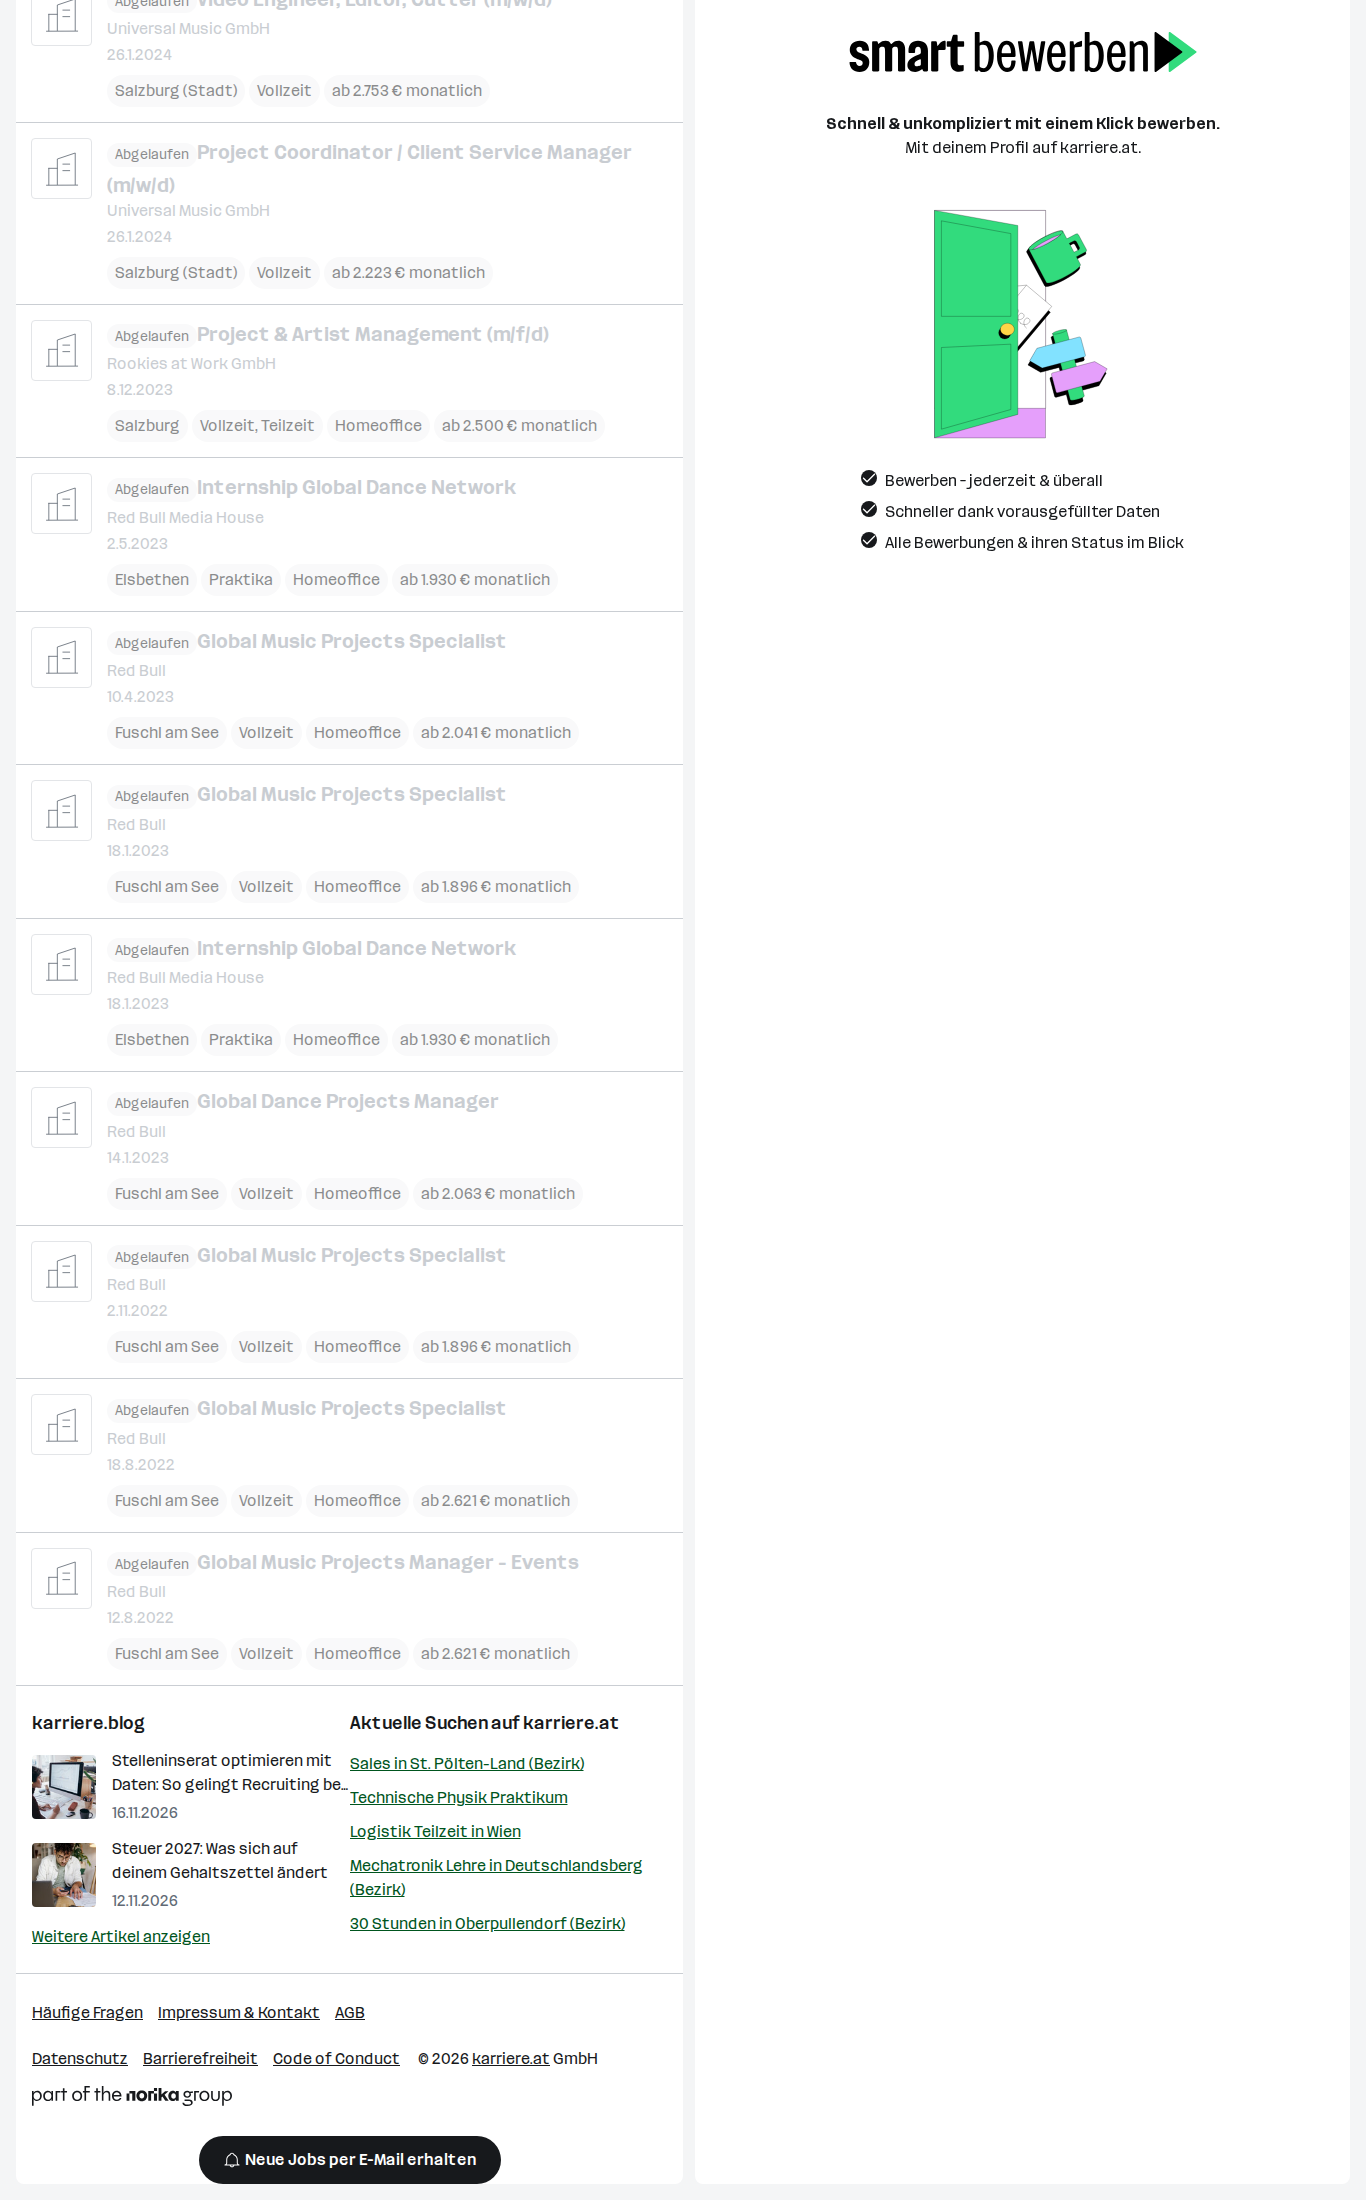 Abgelaufen Video Engineer, Editor, Cutter (m/w/d)
Universal Music GmbH
26.1.2024
Salzburg (Stadt) Vollzeit ab 2.753 € monatlich
Abgelaufen Project Coordinator / Client Service Manager
(m/w/d)
Universal Music GmbH
26.1.2024
Salzburg (Stadt) Vollzeit ab 2.223 € monatlich
Abgelaufen Project & Artist Management (m/f/d)
Rookies at Work GmbH
8.12.2023
Salzburg Vollzeit, Teilzeit Homeoffice ab 2.500 € monatlich
Abgelaufen Internship Global Dance Network
Red Bull Media House
2.5.2023
Elsbethen Praktika Homeoffice ab 1.930 € monatlich
Abgelaufen Global Music Projects Specialist
Red Bull
10.4.2023
Fuschl am See Vollzeit Homeoffice ab 2.041 € monatlich
Abgelaufen Global Music Projects Specialist
Red Bull
18.1.2023
Fuschl am See Vollzeit Homeoffice ab 1.896 € monatlich
Abgelaufen Internship Global Dance Network
Red Bull Media House
18.1.2023
Elsbethen Praktika Homeoffice ab 1.930 € monatlich
Abgelaufen Global Dance Projects Manager
Red Bull
14.1.2023
Fuschl am See Vollzeit Homeoffice ab 2.063 € monatlich
Abgelaufen Global Music Projects Specialist
Red Bull
2.11.2022
Fuschl am See Vollzeit Homeoffice ab 1.896 € monatlich
Abgelaufen Global Music Projects Specialist
Red Bull
18.8.2022
Fuschl am See Vollzeit Homeoffice ab 2.621 € monatlich
Abgelaufen Global Music Projects Manager - Events
Red Bull
12.8.2022
Fuschl am See Vollzeit Homeoffice ab 2.621 € monatlich
karriere.blog
Stelleninserat optimieren mit
Daten: So gelingt Recruiting be...
16.11.2026
Steuer 2027: Was sich auf
deinem Gehaltszettel ändert
12.11.2026
Weitere Artikel anzeigen
Aktuelle Suchen auf karriere.at
Sales in St. Pölten-Land (Bezirk)
Technische Physik Praktikum
Logistik Teilzeit in Wien
Mechatronik Lehre in Deutschlandsberg
(Bezirk)
30 Stunden in Oberpullendorf (Bezirk)
Häufige Fragen Impressum & Kontakt AGB
Datenschutz Barrierefreiheit Code of Conduct © 2026 karriere.at GmbH
part of the norika group
Neue Jobs per E-Mail erhalten
smart bewerben
Schnell & unkompliziert mit einem Klick bewerben.
Mit deinem Profil auf karriere.at.
Bewerben - jederzeit & überall
Schneller dank vorausgefüllter Daten
Alle Bewerbungen & ihren Status im Blick